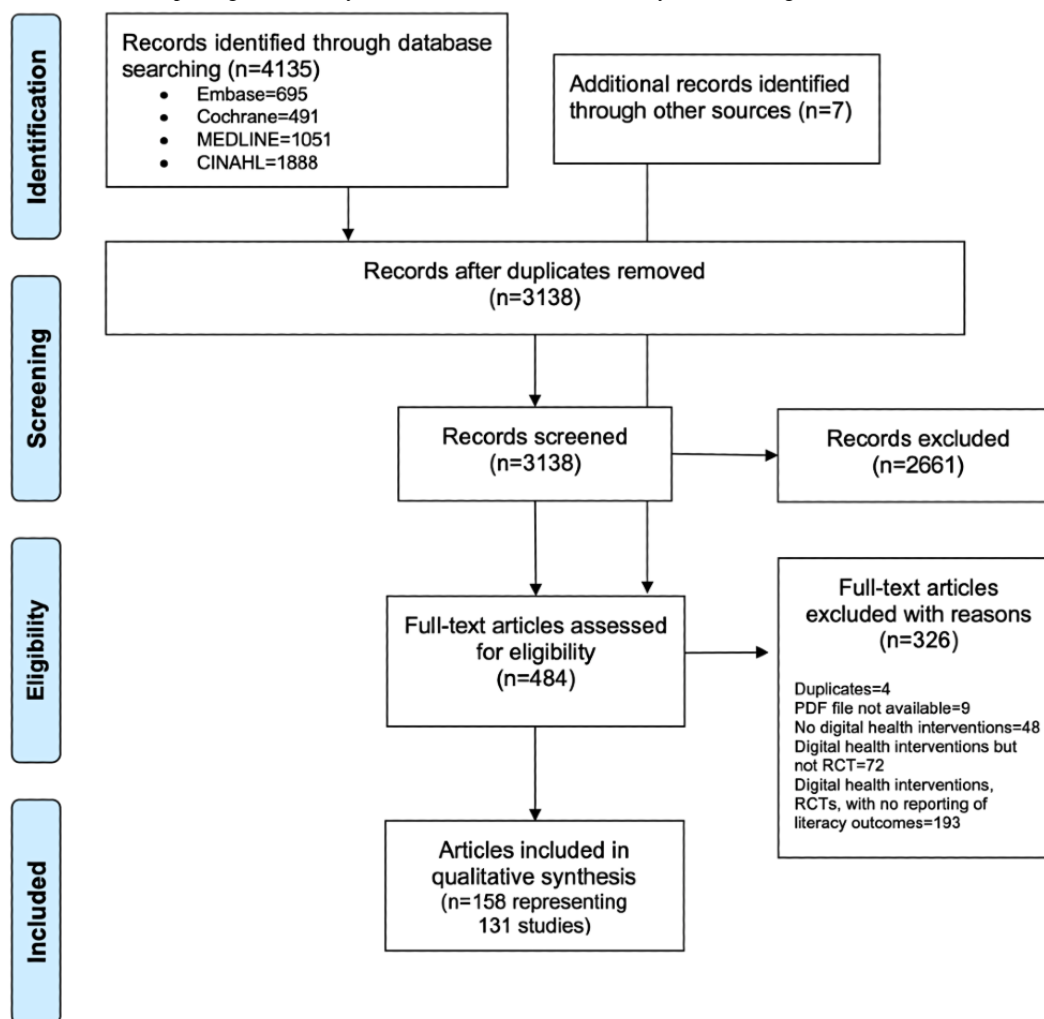 Identification
Records identified through database
searching (n=4135)
• Embase=695
• Cochrane=491
• MEDLINE=1051
• CINAHL=1888
Additional records identified
through other sources (n=7)
Records after duplicates removed
(n=3138)
Screening
Records screened
(n=3138)
Records excluded
(n=2661)
Eligibility
Full-text articles assessed
for eligibility
(n=484)
Full-text articles
excluded with reasons
(n=326)
Duplicates=4
PDF file not available=9
No digital health interventions=48
Digital health interventions but
not RCT=72
Digital health interventions,
RCTs, with no reporting of
literacy outcomes=193
Included
Articles included in
qualitative synthesis
(n=158 representing
131 studies)